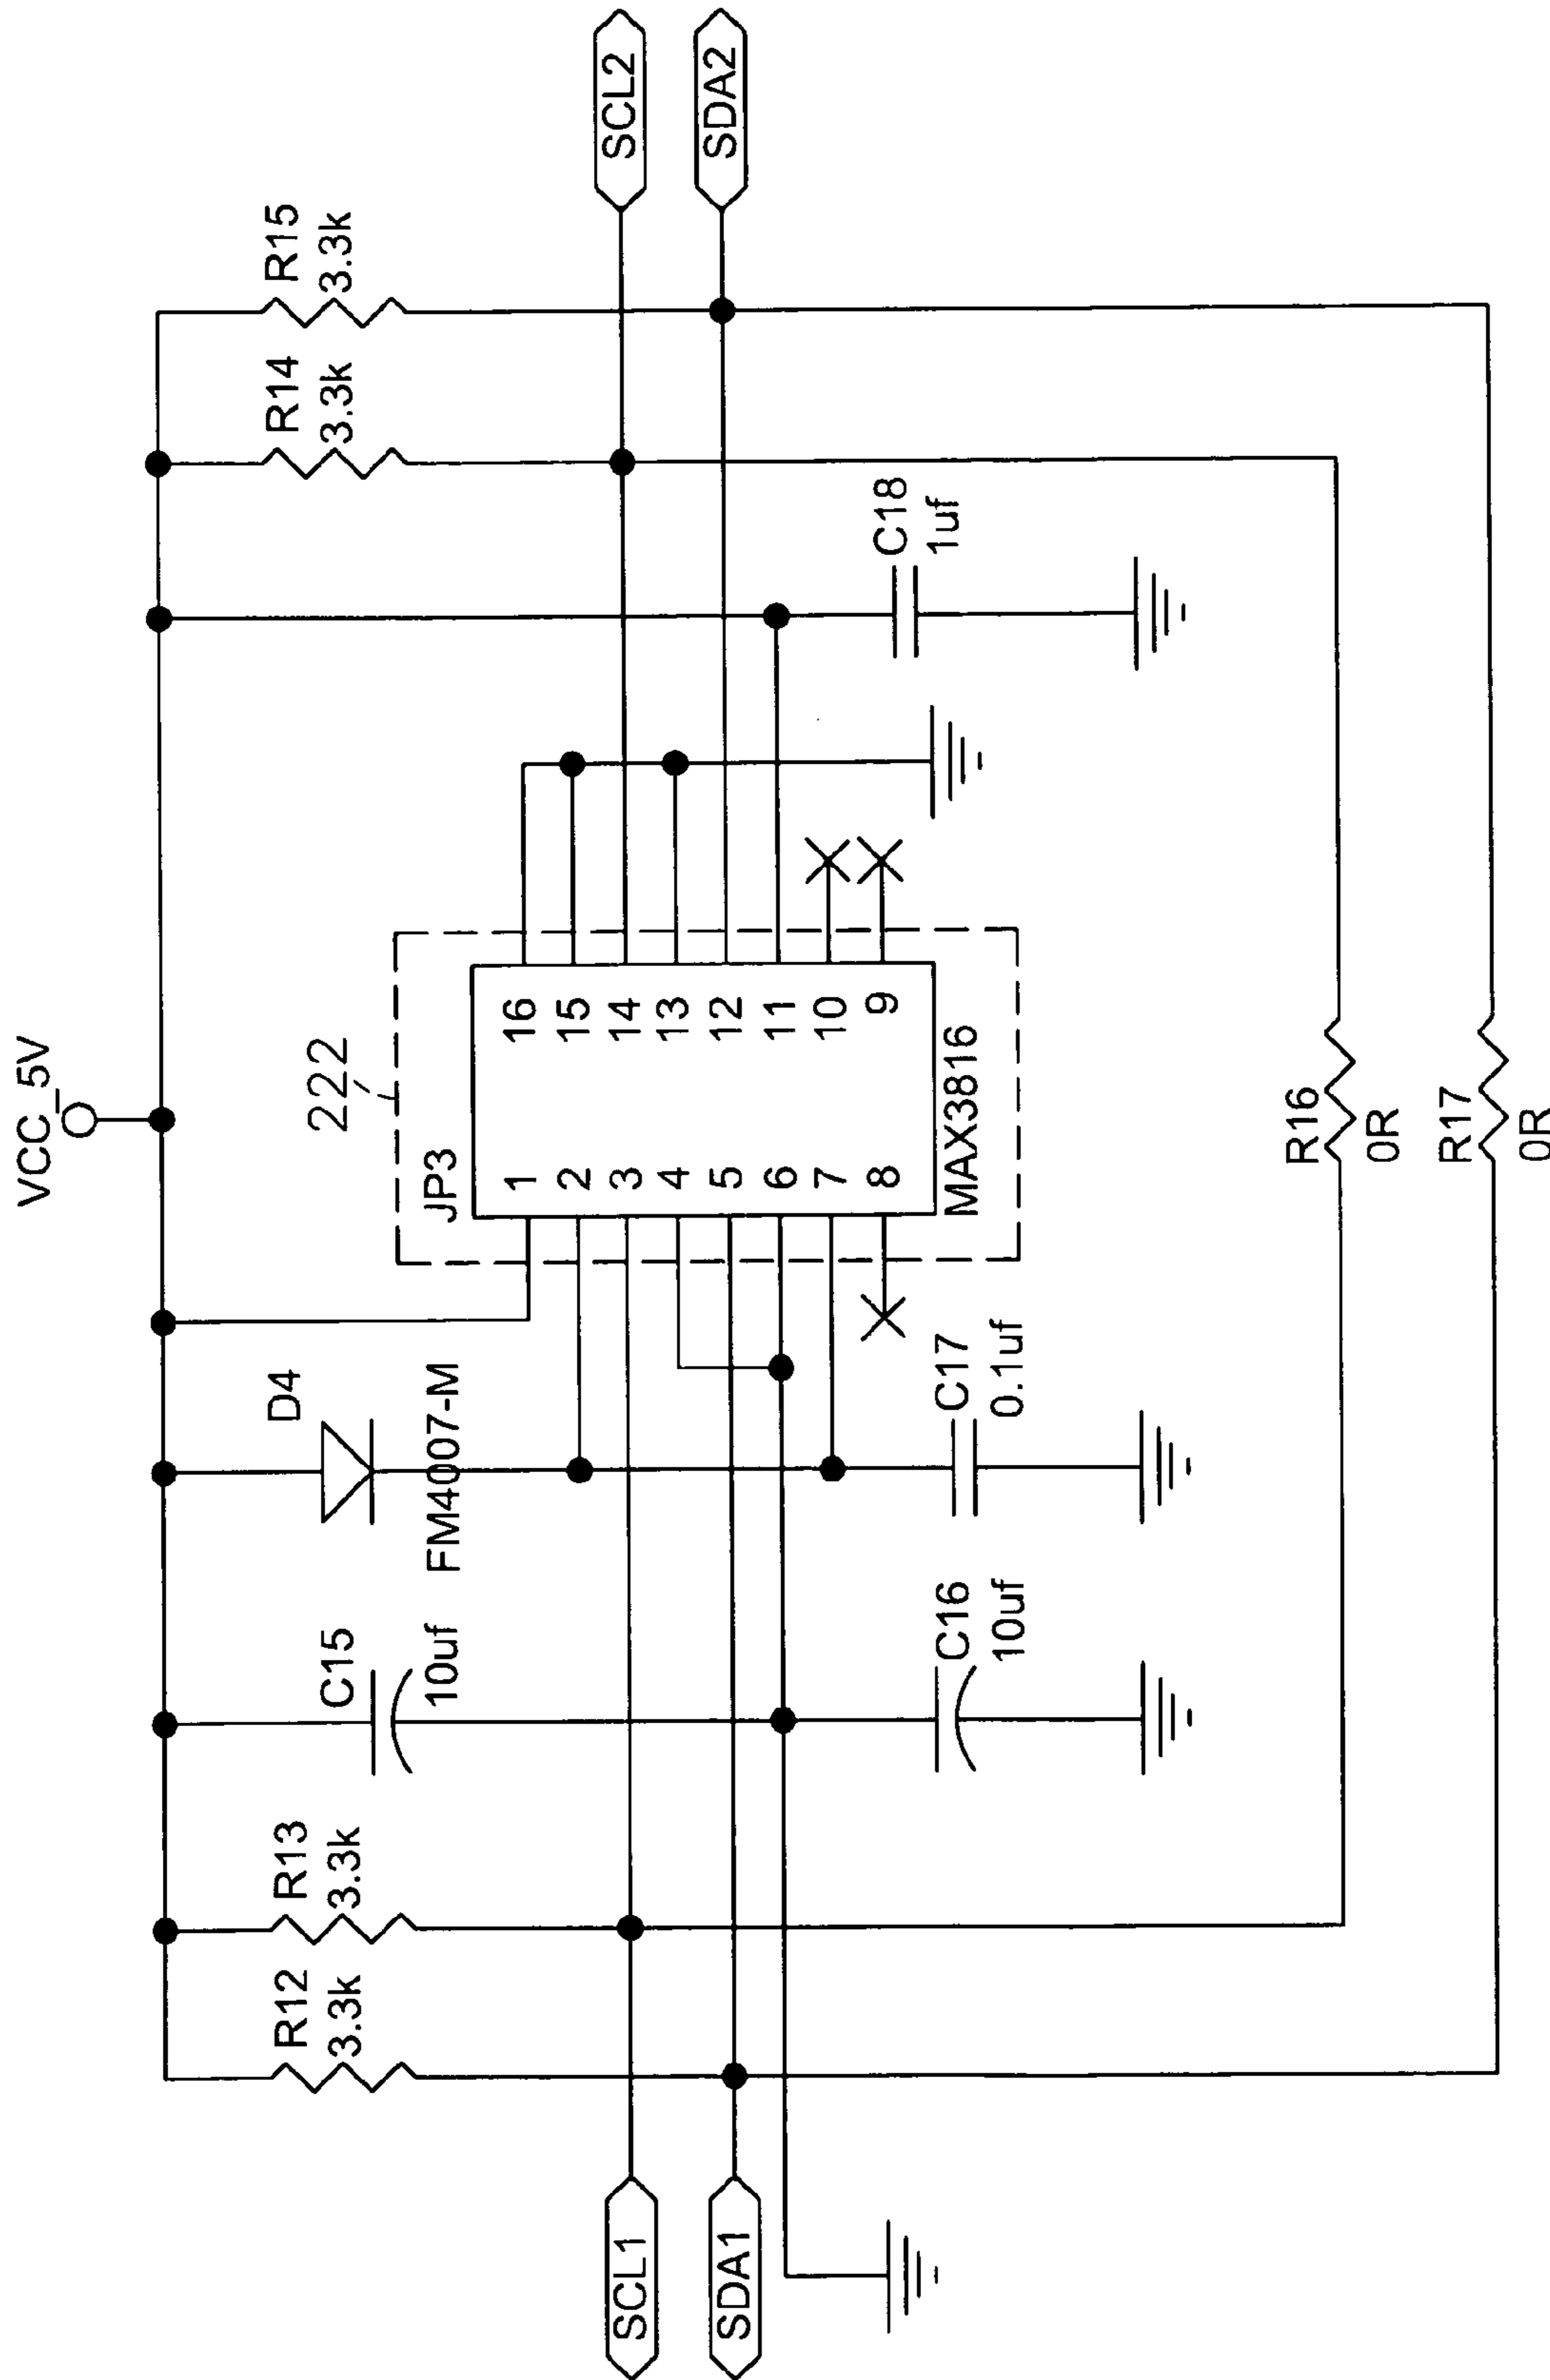 VCC_5V
R12
3.3k
R13
3.3k
C15
10uf
D4
FM4007-M
222
JP3
1
2
3
4
5
6
7
8
16
15
14
13
12
11
10
9
MAX3816
R14
3.3k
R15
3.3k
SCL1
SDA1
SCL2
SDA2
C16
10uf
C17
0.1uf
C18
1uf
R16
0R
R17
0R